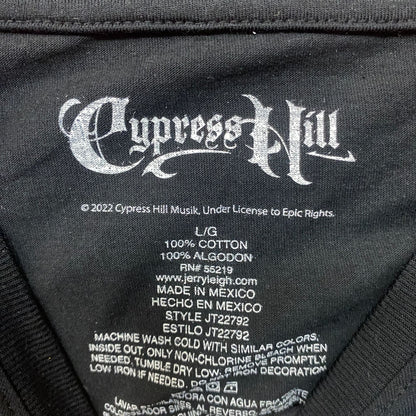 Cypress Hill
© 2022 Cypress Hill Musik, Under License to Epic Rights.
L/G
100% COTTON
100% ALGODON
RN# 55219
www.jerryleigh.com
MADE IN MEXICO
HECHO EN MEXICO
STYLE JT22792
ESTILO JT22792
MACHINE WASH COLD WITH SIMILAR COLORS,
INSIDE OUT. ONLY NON-CHLORINE BLEACH WHEN
NEEDED. TUMBLE DRY LOW. REMOVE PROMPTLY.
LOW IRON IF NEEDED. DO NOT IRON DECORATION
LAVAR
AGUA FRIA